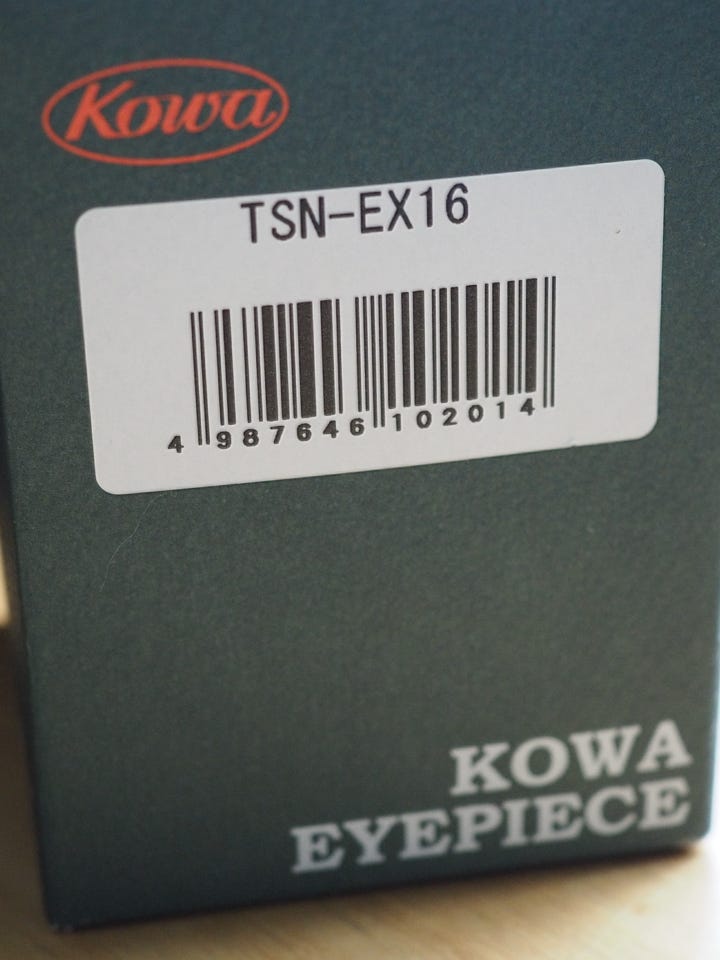 Kowa
TSN-EX16
4 987646 102014
KOWA
EYEPIECE